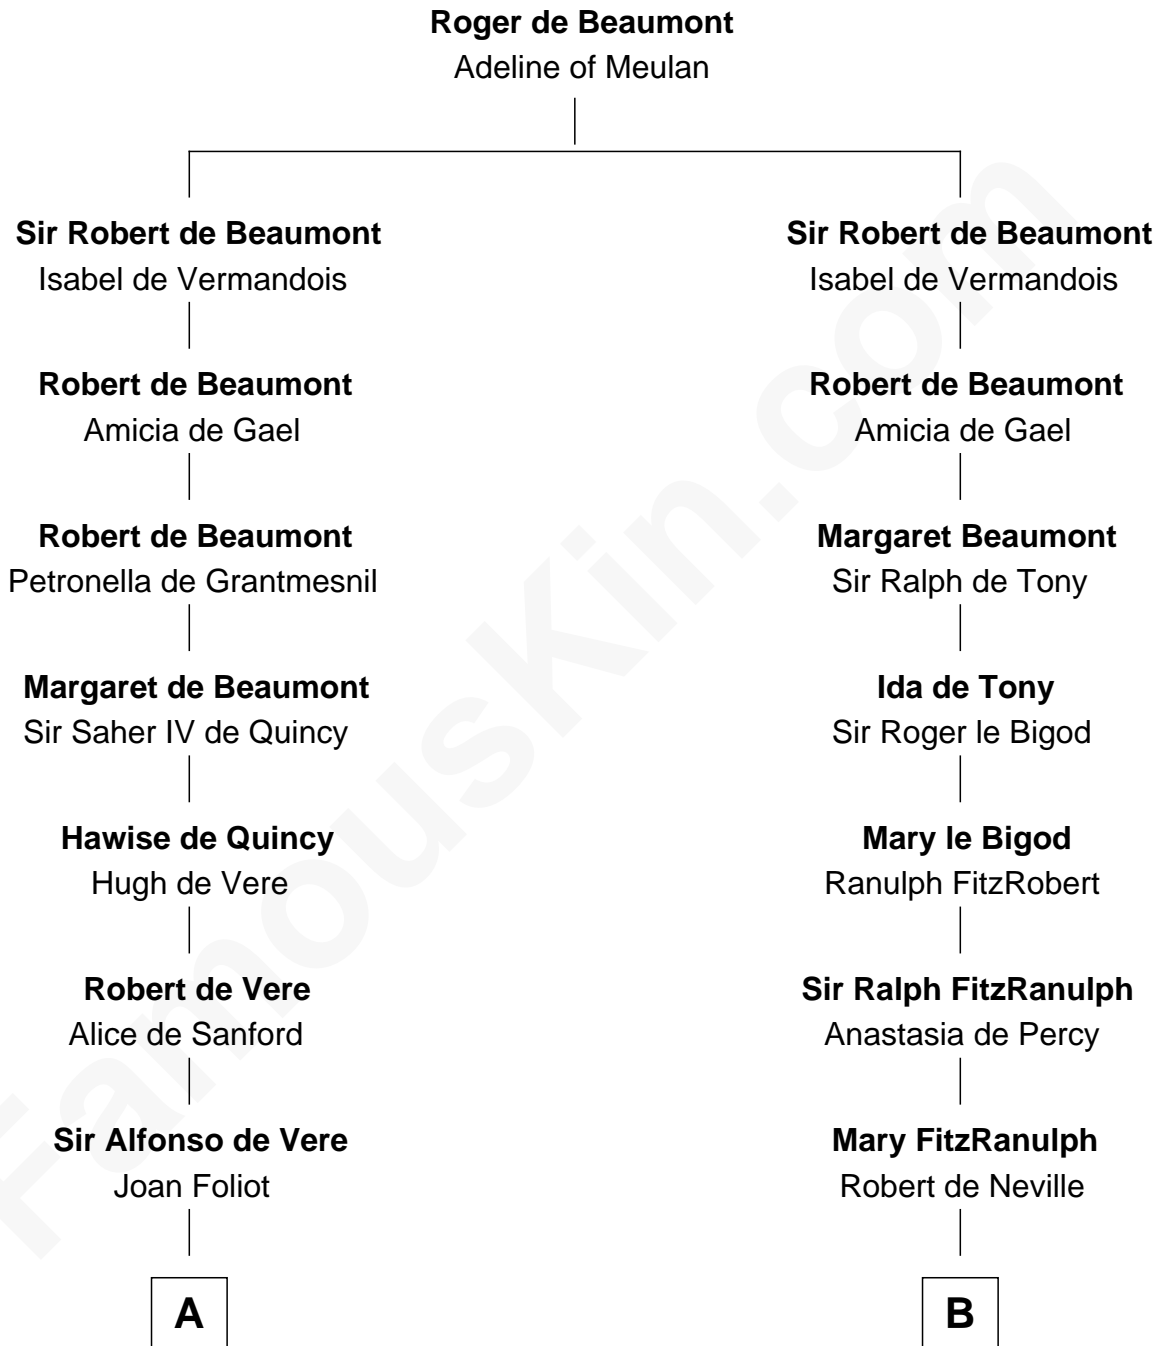 Roger de Beaumont
Adeline of Meulan
Sir Robert de Beaumont
Isabel de Vermandois
Sir Robert de Beaumont
Isabel de Vermandois
Robert de Beaumont
Amicia de Gael
Robert de Beaumont
Amicia de Gael
Robert de Beaumont
Petronella de Grantmesnil
Margaret Beaumont
Sir Ralph de Tony
Margaret de Beaumont
Sir Saher IV de Quincy
Ida de Tony
Sir Roger le Bigod
Hawise de Quincy
Hugh de Vere
Mary le Bigod
Ranulph FitzRobert
Robert de Vere
Alice de Sanford
Sir Ralph FitzRanulph
Anastasia de Percy
Sir Alfonso de Vere
Joan Foliot
Mary FitzRanulph
Robert de Neville
A
B
FamousKin.com